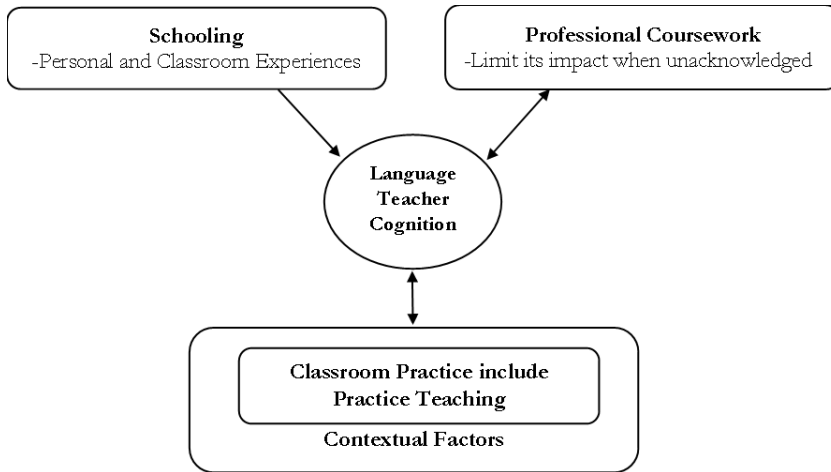 Schooling
-Personal and Classroom Experiences
Professional Coursework
-Limit its impact when unacknowledged
Language
Teacher
Cognition
Classroom Practice include
Practice Teaching
Contextual Factors